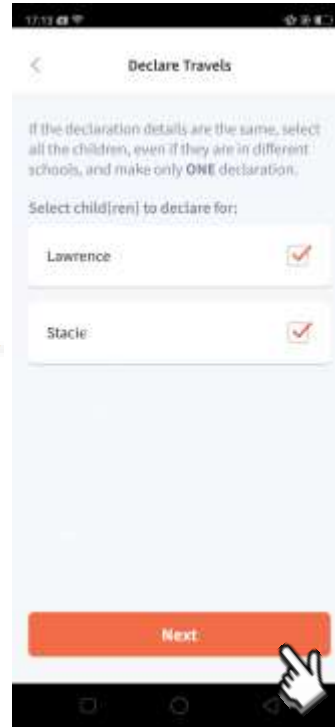 17:13
Declare Travels
If the declaration details are the same, select
all the children, even if they are in different
schools, and make only ONE declaration.
Select child(ren) to declare for:
Lawrence
Stacie
Next